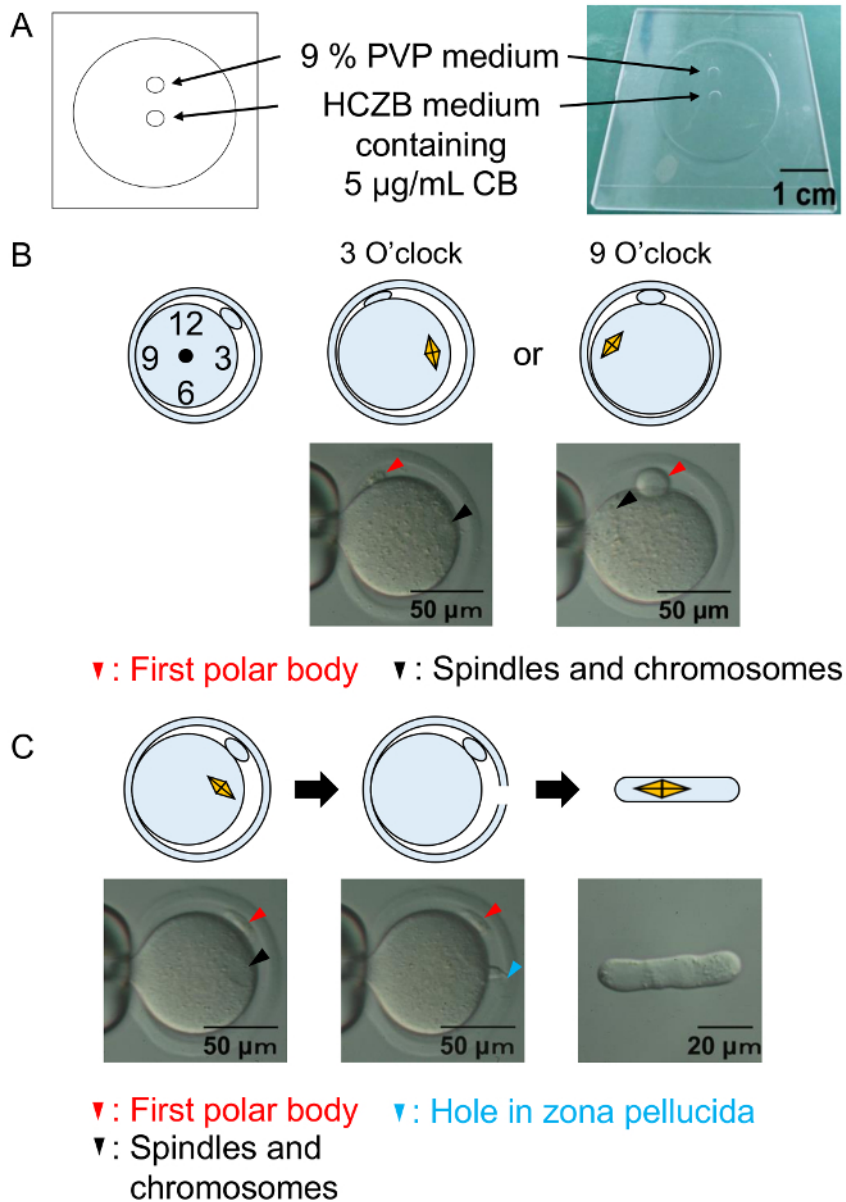 A
9 % PVP medium
HCZB medium
containing
5 µg/mL CB
1 cm
B
3 O'clock
9 O'clock
12
9
3
6
or
50 µm
50 µm
: First polar body
: Spindles and chromosomes
C
50 µm
50 µm
20 µm
: First polar body
: Hole in zona pellucida
: Spindles and
chromosomes